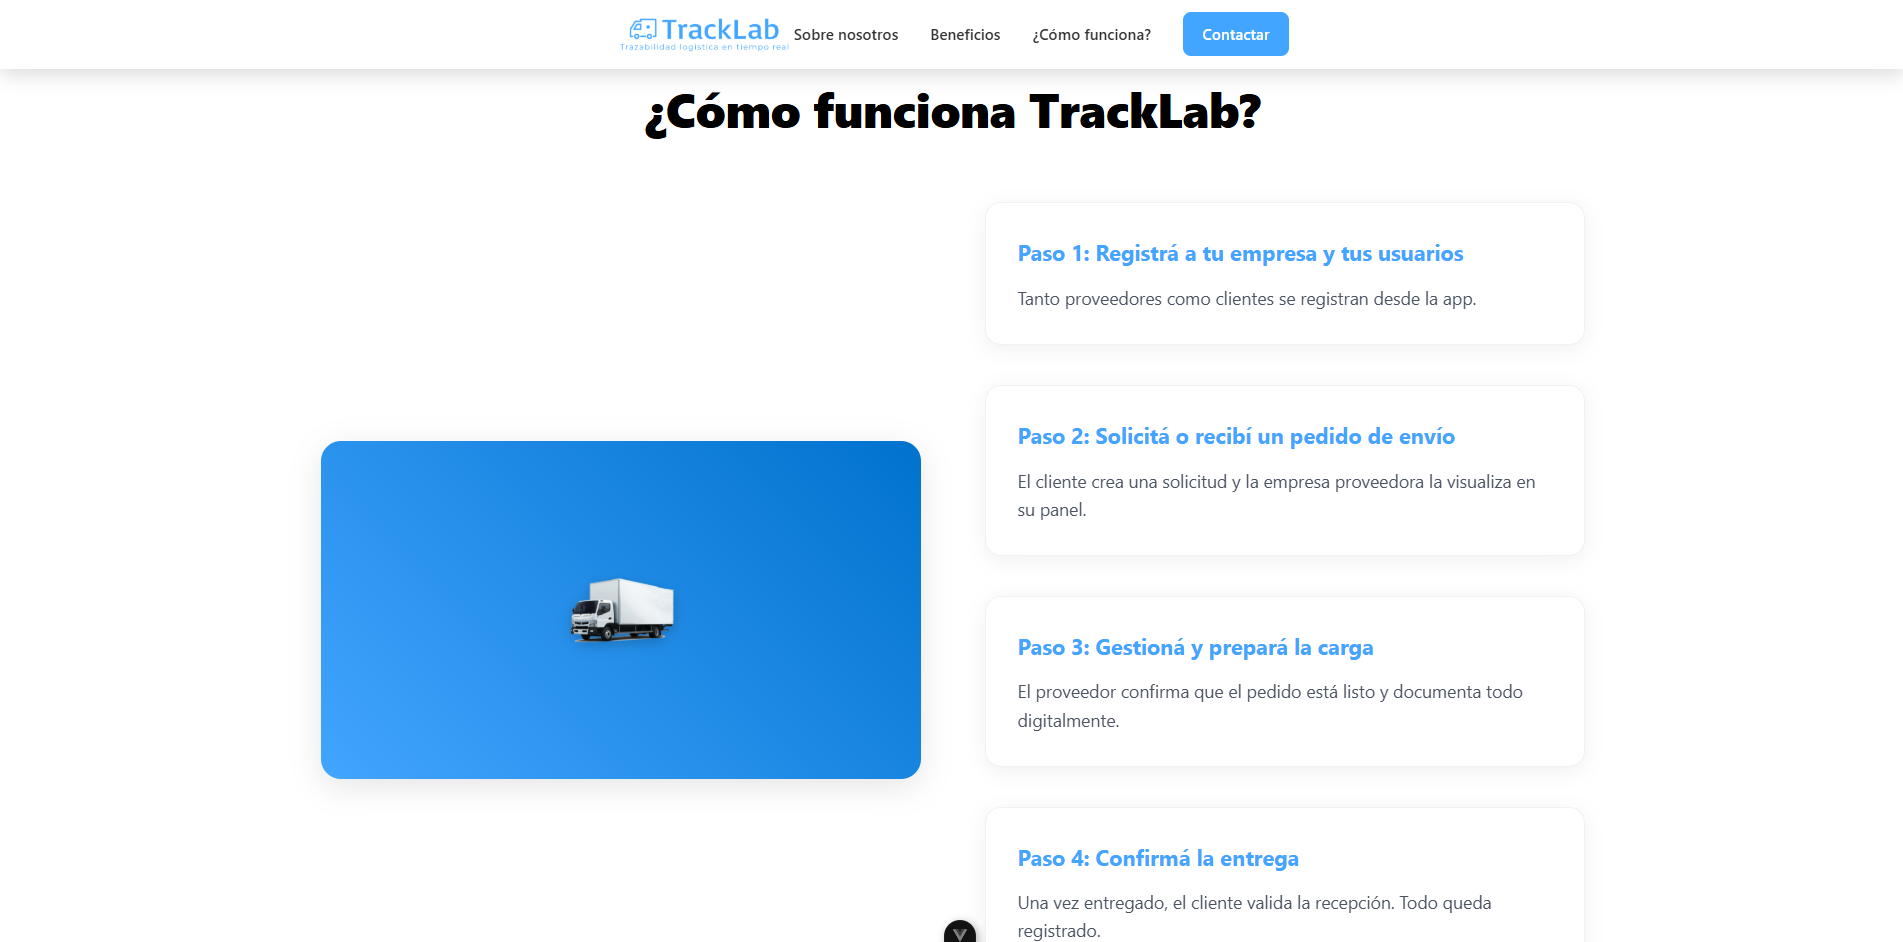 TrackLab
Trazabilidad logística en tiempo real
Sobre nosotros
Beneficios
¿Cómo funciona?
Contactar
¿Cómo funciona TrackLab?
Paso 1: Registrá a tu empresa y tus usuarios
Tanto proveedores como clientes se registran desde la app.
Paso 2: Solicitá o recibí un pedido de envío
El cliente crea una solicitud y la empresa proveedora la visualiza en
su panel.
Paso 3: Gestioná y prepará la carga
El proveedor confirma que el pedido está listo y documenta todo
digitalmente.
Paso 4: Confirmá la entrega
Una vez entregado, el cliente valida la recepción. Todo queda
registrado.